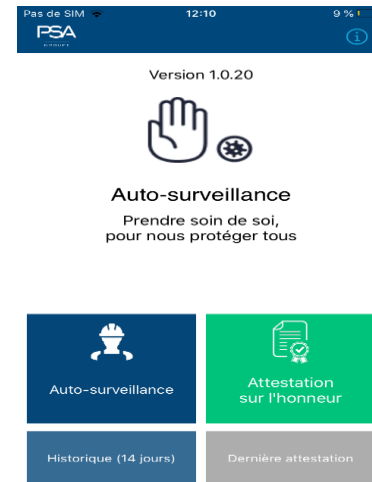 Pas de SIM 12:10 9 %
PSA
GROUPE
Version 1.0.20
Auto-surveillance
Prendre soin de soi,
pour nous protéger tous
Auto-surveillance
Attestation
sur l'honneur
Historique (14 jours)
Dernière attestation